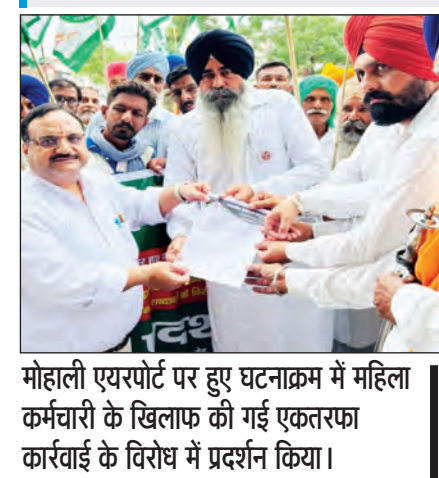 मोहाली एयरपोर्ट पर हुए घटनाक्रम में महिला
कर्मचारी के खिलाफ की गई एकतरफा
कार्रवाई के विरोध में प्रदर्शन किया।